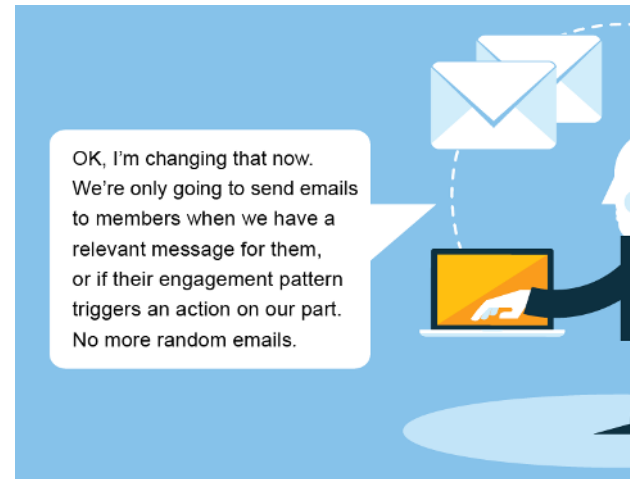 OK, I'm changing that now.
We're only going to send emails
to members when we have a
relevant message for them,
or if their engagement pattern
triggers an action on our part.
No more random emails.